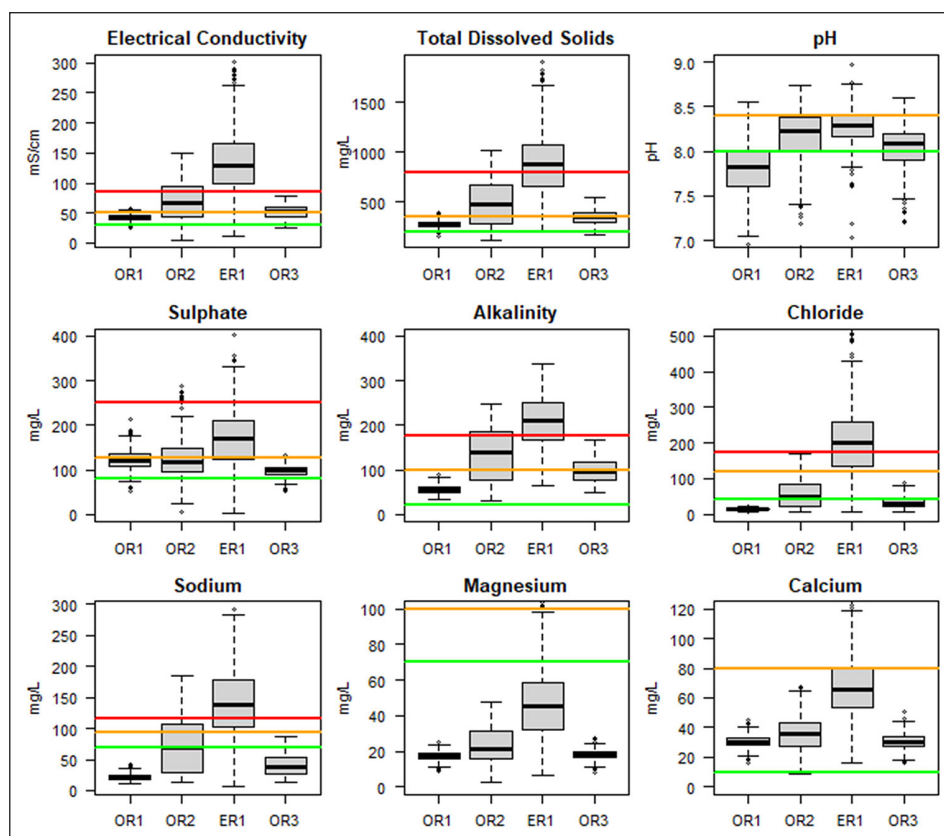 Electrical Conductivity
mS/cm
300
250
200
150
100
50
0
OR1 OR2 ER1 OR3
Total Dissolved Solids
mg/L
1500
1000
500
OR1 OR2 ER1 OR3
pH
pH
9.0
8.5
8.0
7.5
7.0
OR1 OR2 ER1 OR3
Sulphate
mg/L
400
300
200
100
0
OR1 OR2 ER1 OR3
Alkalinity
mg/L
400
300
200
100
0
OR1 OR2 ER1 OR3
Chloride
mg/L
500
400
300
200
100
0
OR1 OR2 ER1 OR3
Sodium
mg/L
300
250
200
150
100
50
0
OR1 OR2 ER1 OR3
Magnesium
mg/L
100
80
60
40
20
0
OR1 OR2 ER1 OR3
Calcium
mg/L
120
100
80
60
40
20
0
OR1 OR2 ER1 OR3